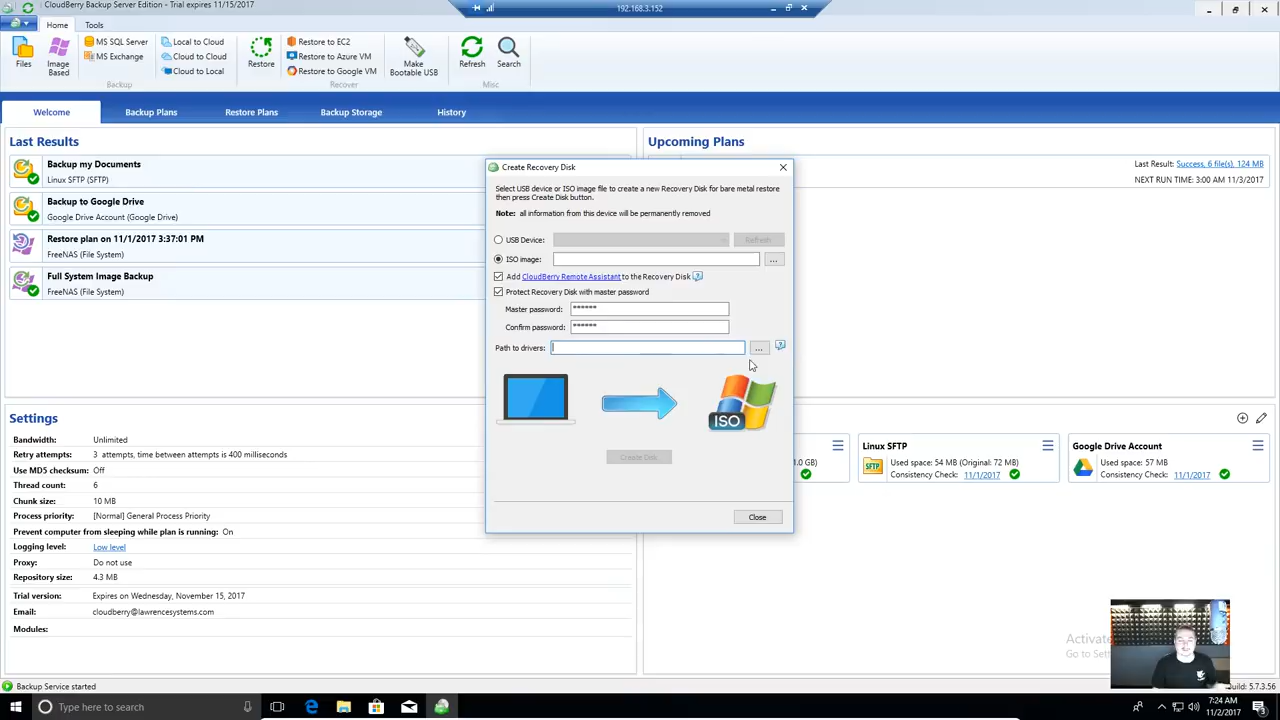 CloudBerry Backup Server Edition - Trial expires 11/15/2017
192.168.3.152
Home
Tools
Files
Image Based
MS SQL Server
MS Exchange
Local to Cloud
Cloud to Cloud
Cloud to Local
Backup
Restore
Restore to EC2
Restore to Azure VM
Restore to Google VM
Recover
Make Bootable USB
Refresh
Search
Misc
Welcome
Backup Plans
Restore Plans
Backup Storage
History
Last Results
Backup my Documents
Linux SFTP (SFTP)
Backup to Google Drive
Google Drive Account (Google Drive)
Restore plan on 11/1/2017 3:37:01 PM
FreeNAS (File System)
Full System Image Backup
FreeNAS (File System)
Upcoming Plans
Last Result: Success, 6 file(s), 124 MB
NEXT RUN TIME: 3:00 AM 11/3/2017
Create Recovery Disk
Select USB device or ISO image file to create a new Recovery Disk for bare metal restore
then press Create Disk button.
Note: all information from this device will be permanently removed
USB Device:
Refresh
ISO image:
...
Add CloudBerry Remote Assistant to the Recovery Disk
Protect Recovery Disk with master password
Master password: ******
Confirm password: ******
Path to drivers:
...
ISO
Create Disk
Close
Settings
Bandwidth: Unlimited
Retry attempts: 3 attempts, time between attempts is 400 milliseconds
Use MD5 checksum: Off
Thread count: 6
Chunk size: 10 MB
Process priority: [Normal] General Process Priority
Prevent computer from sleeping while plan is running: On
Logging level: Low level
Proxy: Do not use
Repository size: 4.3 MB
Trial version: Expires on Wednesday, November 15, 2017
Email: cloudberry@lawrencesystems.com
Modules:
GB)
Linux SFTP
SFTP
Used space: 54 MB (Original: 72 MB)
Consistency Check: 11/1/2017
Google Drive Account
Used space: 57 MB
Consistency Check: 11/1/2017
Go to
Backup Service started
Build: 5.7.3.56
Type here to search
7:24 AM
11/2/2017